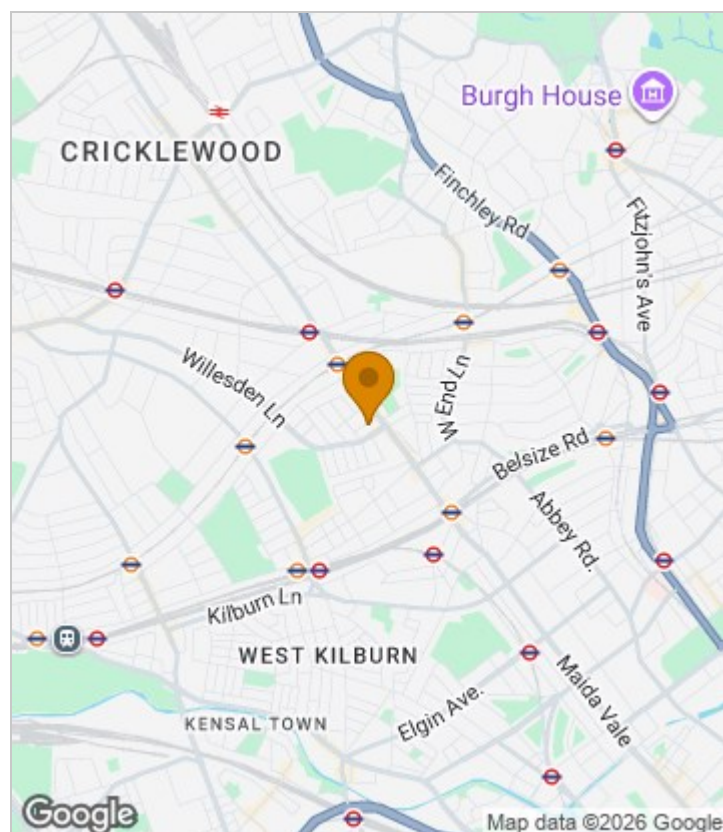 Burgh House
CRICKLEWOOD
Finchley Rd
Fitzjohn's Ave
Willesden Ln
W End Ln
Belsize Rd
Abbey Rd.
Kilburn Ln
WEST KILBURN
Maida Vale
Elgin Ave.
KENSAL TOWN
Google
Map data ©2026 Google